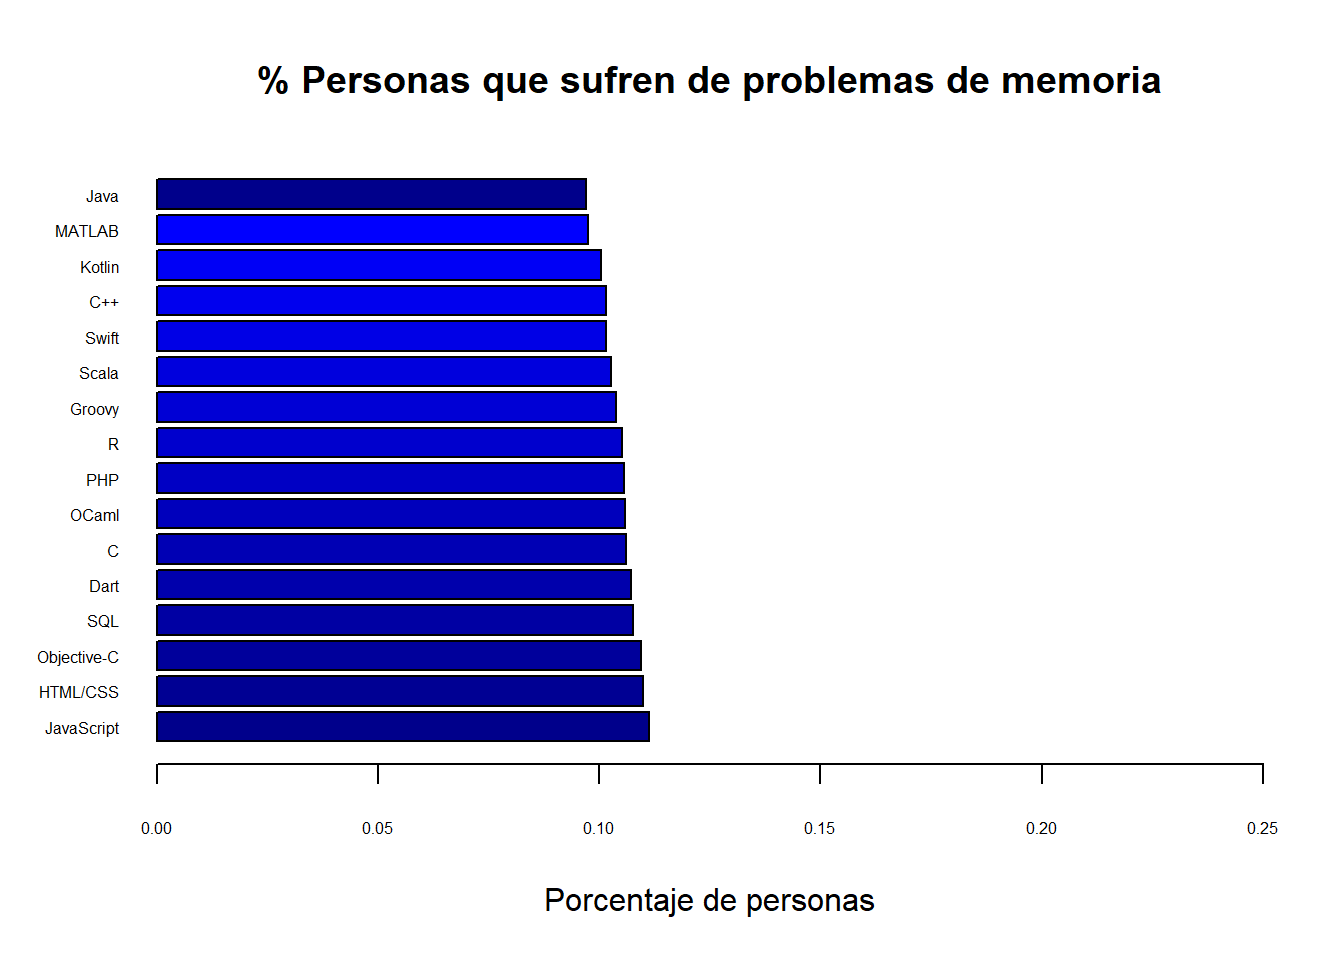 % Personas que sufren de problemas de memoria
Java
MATLAB
Kotlin
C++
Swift
Scala
Groovy
R
PHP
OCaml
C
Dart
SQL
Objective-C
HTML/CSS
JavaScript
0.00 0.05 0.10 0.15 0.20 0.25
Porcentaje de personas